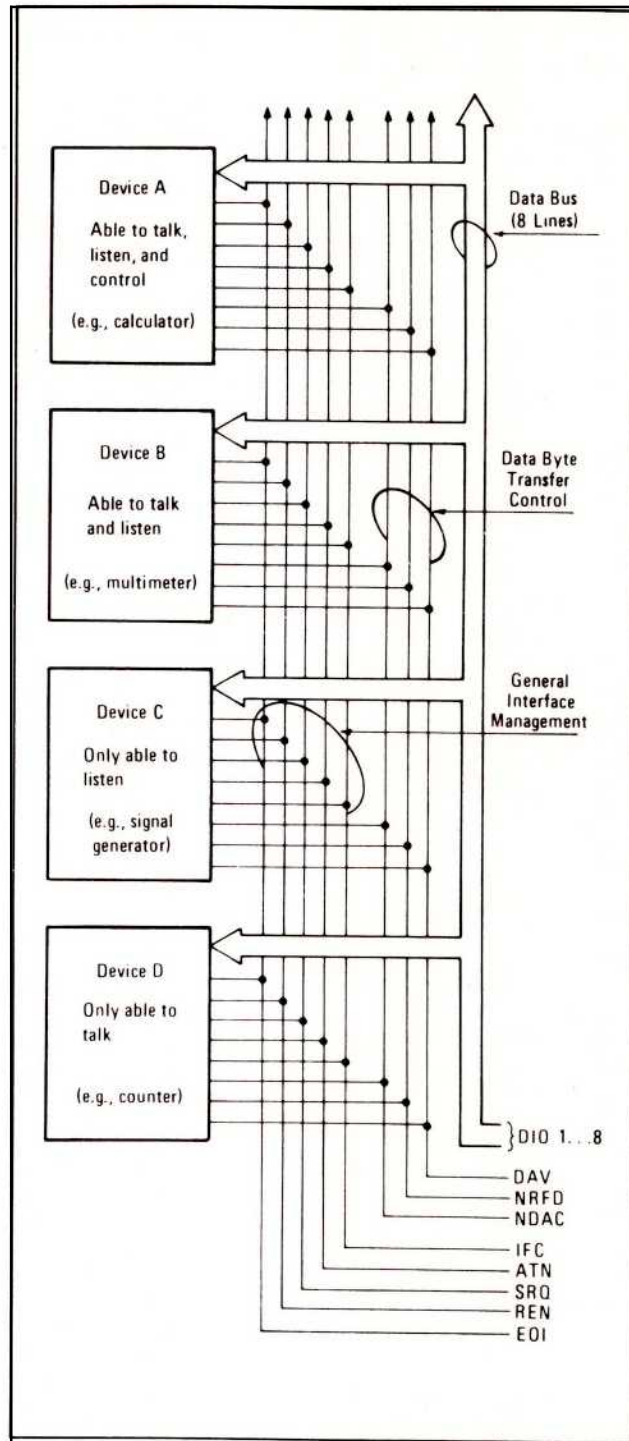 Device A
Able to talk,
listen, and
control
(e.g., calculator)
Data Bus
(8 Lines)
Device B
Able to talk
and listen
(e.g., multimeter)
Data Byte
Transfer
Control
Device C
Only able to
listen
(e.g., signal
generator)
General
Interface
Management
Device D
Only able to
talk
(e.g., counter)
DIO 1...8
DAV
NRFD
NDAC
IFC
ATN
SRQ
REN
EOI